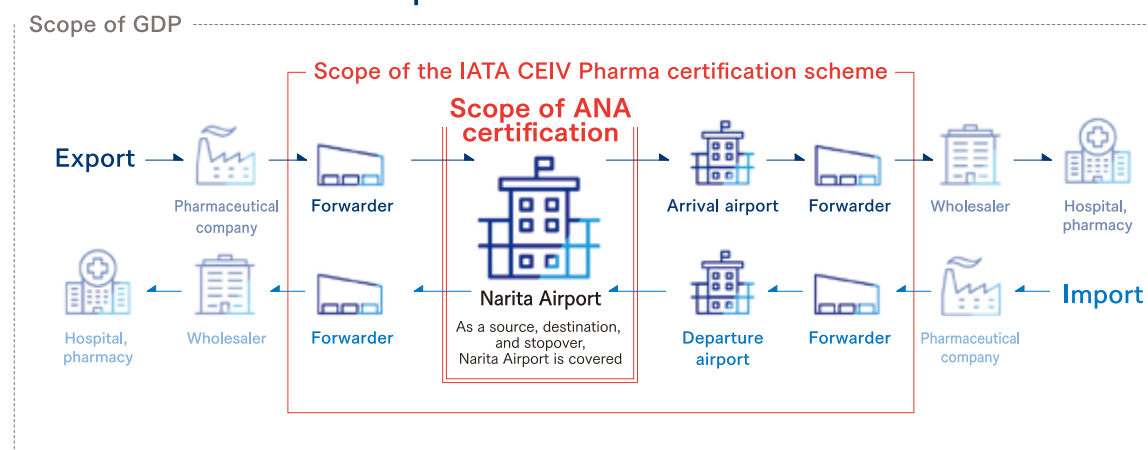 Scope of GDP
Scope of the IATA CEIV Pharma certification scheme
Scope of ANA
certification
Export
Pharmaceutical
company
Forwarder
Arrival airport
Forwarder
Wholesaler
Hospital,
pharmacy
Hospital,
pharmacy
Wholesaler
Forwarder
Narita Airport
As a source, destination,
and stopover,
Narita Airport is covered
Departure
airport
Forwarder
Pharmaceutical
company
Import